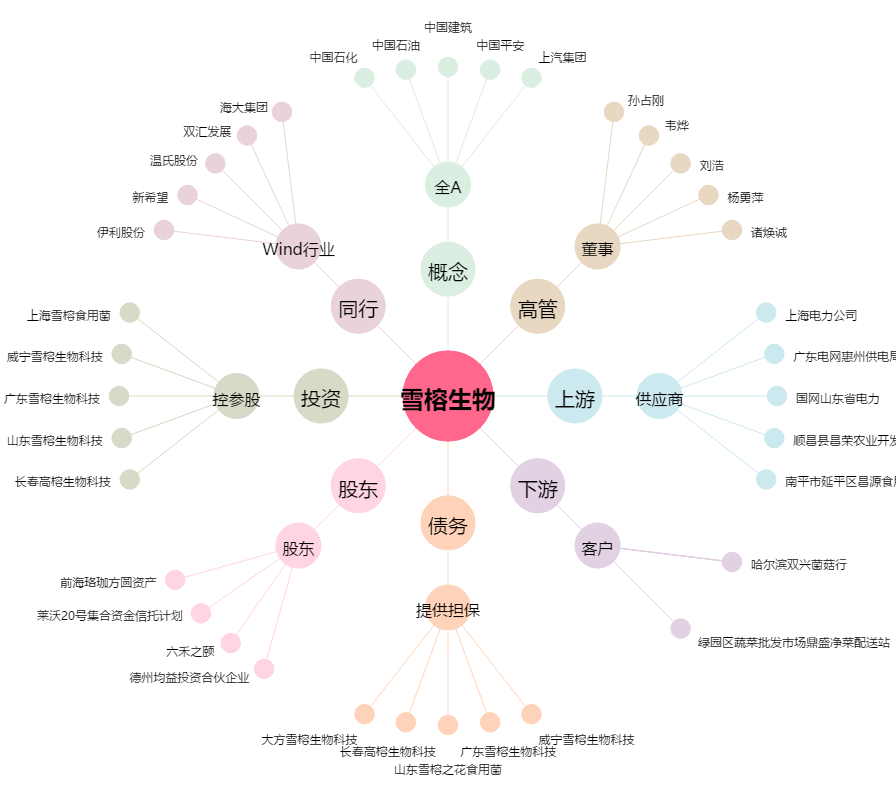 中国建筑
中国石油
中国平安
中国石化
上汽集团
海大集团
孙占刚
双汇发展
韦烨
温氏股份
刘浩
全A
新希望
杨勇萍
伊利股份
诸焕诚
Wind行业
董事
概念
同行
高管
上海雪榕食用菌
上海电力公司
威宁雪榕生物科技
广东电网惠州供电局
广东雪榕生物科技
控参股
投资
雪榕生物
上游
供应商
国网山东省电力
山东雪榕生物科技
顺昌县昌荣农业开发
长春高榕生物科技
南平市延平区昌源食用
股东
下游
债务
股东
客户
哈尔滨双兴菌菇行
前海珞珈方圆资产
莱沃20号集合资金信托计划
提供担保
绿园区蔬菜批发市场鼎盛净菜配送站
六禾之颐
德州均益投资合伙企业
大方雪榕生物科技
威宁雪榕生物科技
长春高榕生物科技
广东雪榕生物科技
山东雪榕之花食用菌